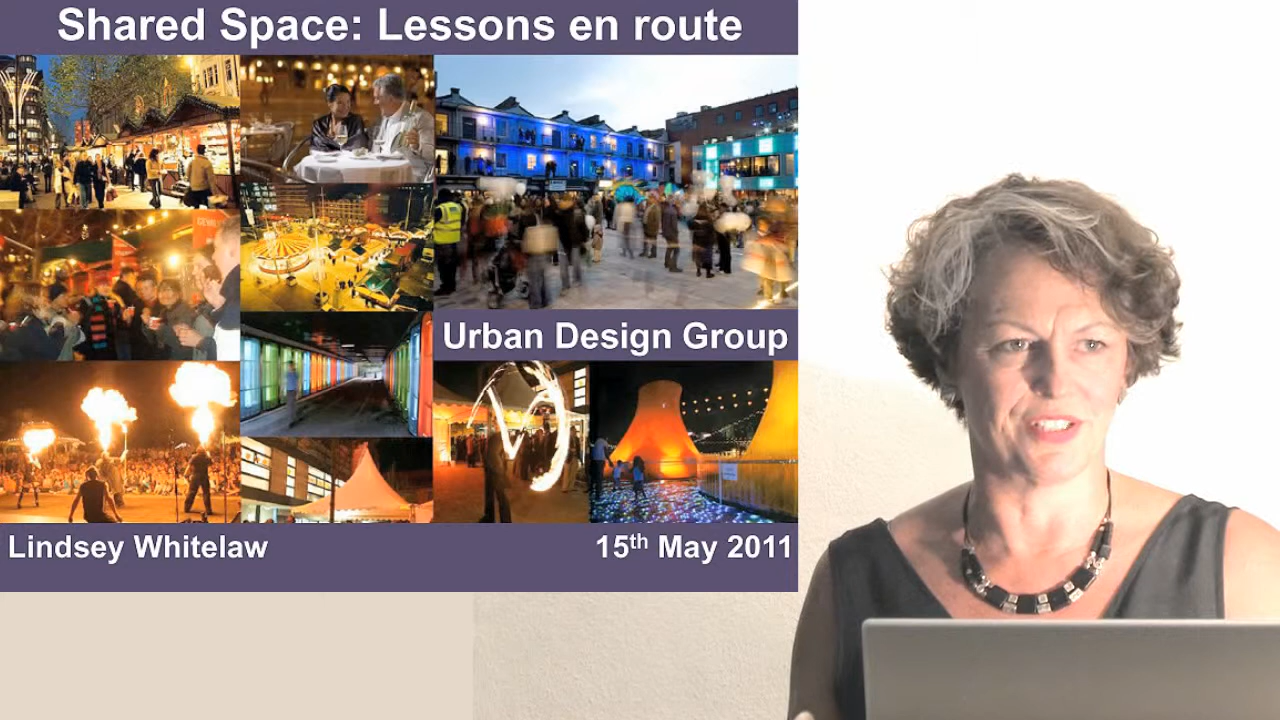 Shared Space: Lessons en route
Urban Design Group
Lindsey Whitelaw
15th May 2011